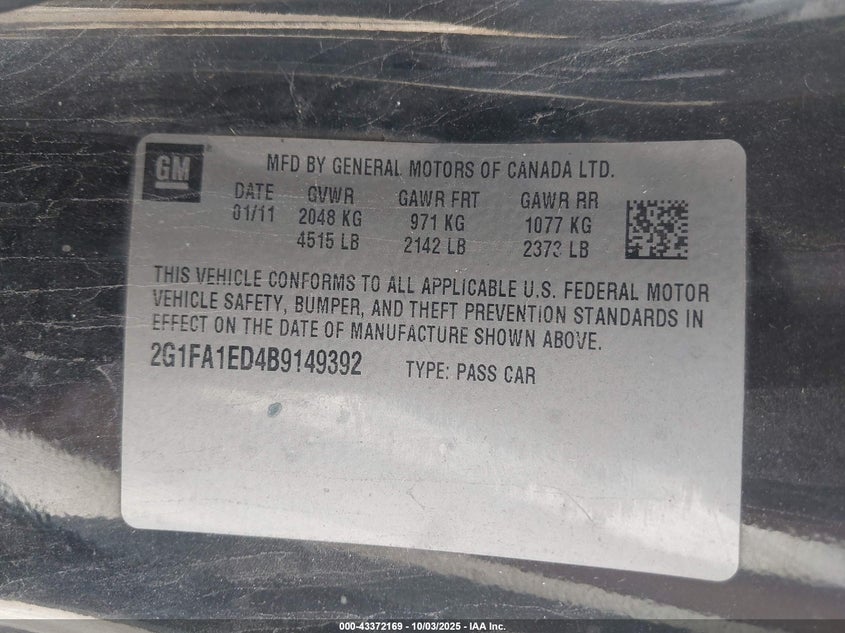 GM
MFD BY GENERAL MOTORS OF CANADA LTD.
DATE GVWR GAWR FRT GAWR RR
01/11 2048 KG 971 KG 1077 KG
4515 LB 2142 LB 2373 LB
THIS VEHICLE CONFORMS TO ALL APPLICABLE U.S. FEDERAL MOTOR
VEHICLE SAFETY, BUMPER, AND THEFT PREVENTION STANDARDS IN
EFFECT ON THE DATE OF MANUFACTURE SHOWN ABOVE.
2G1FA1ED4B9149392 TYPE: PASS CAR
000-43372169 - 10/03/2025 - IAA Inc.